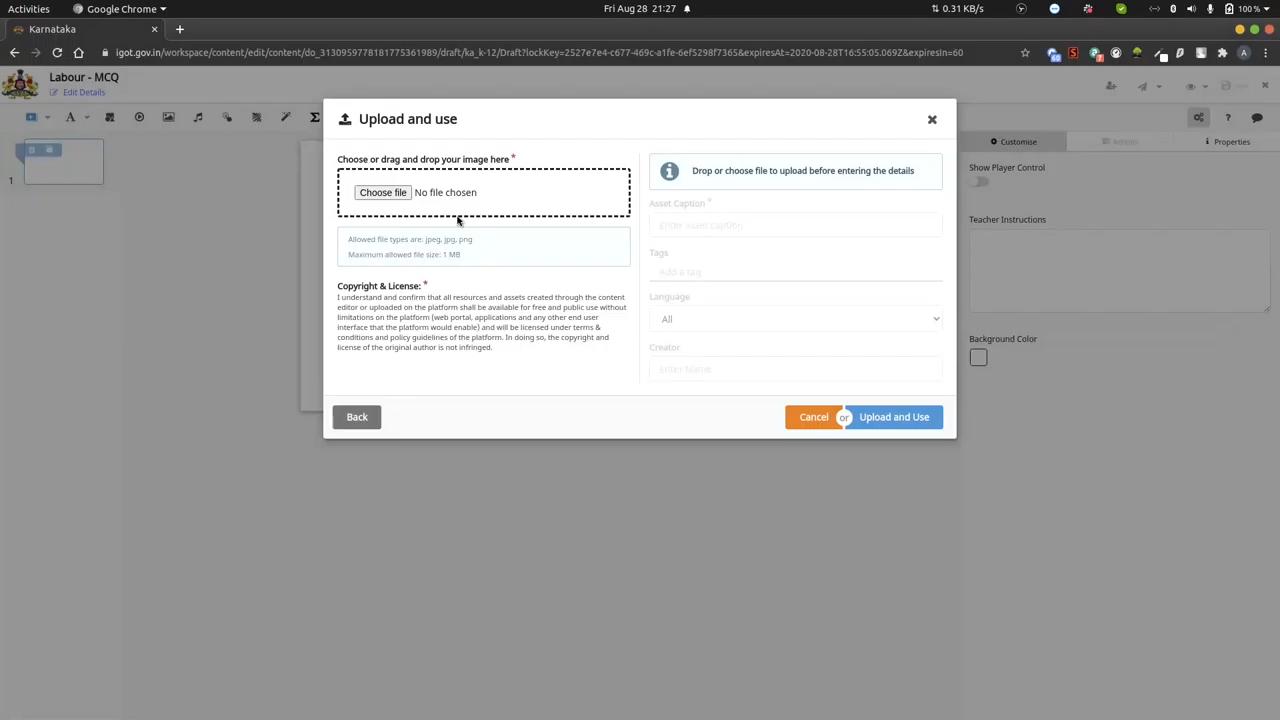 Activities
Google Chrome
Fri Aug 28 21:27
0.31 KB/s
100 %
Karnataka
igot.gov.in/workspace/content/edit/content/do_3130959778181775361989/draft/ka_k-12/Draft?lockKey=2527e7e4-c677-469c-a1fe-6ef5298f7365&expiresAt=2020-08-28T16:55:05.069Z&expiresIn=60
Labour - MCQ
Edit Details
Upload and use
Customise
Actions
Properties
1
Choose or drag and drop your image here *
Choose file No file chosen
Allowed file types are: jpeg, jpg, png
Maximum allowed file size: 1 MB
Copyright & License: *
I understand and confirm that all resources and assets created through the content
editor or uploaded on the platform shall be available for free and public use without
limitations on the platform (web portal, applications and any other end user
interface that the platform would enable) and will be licensed under terms &
conditions and policy guidelines of the platform. In doing so, the copyright and
license of the original author is not infringed.
Drop or choose file to upload before entering the details
Asset Caption *
Enter asset caption
Tags
Add a tag
Language
All
Creator
Enter Name
Back
Cancel
or
Upload and Use
Show Player Control
Teacher Instructions
Background Color